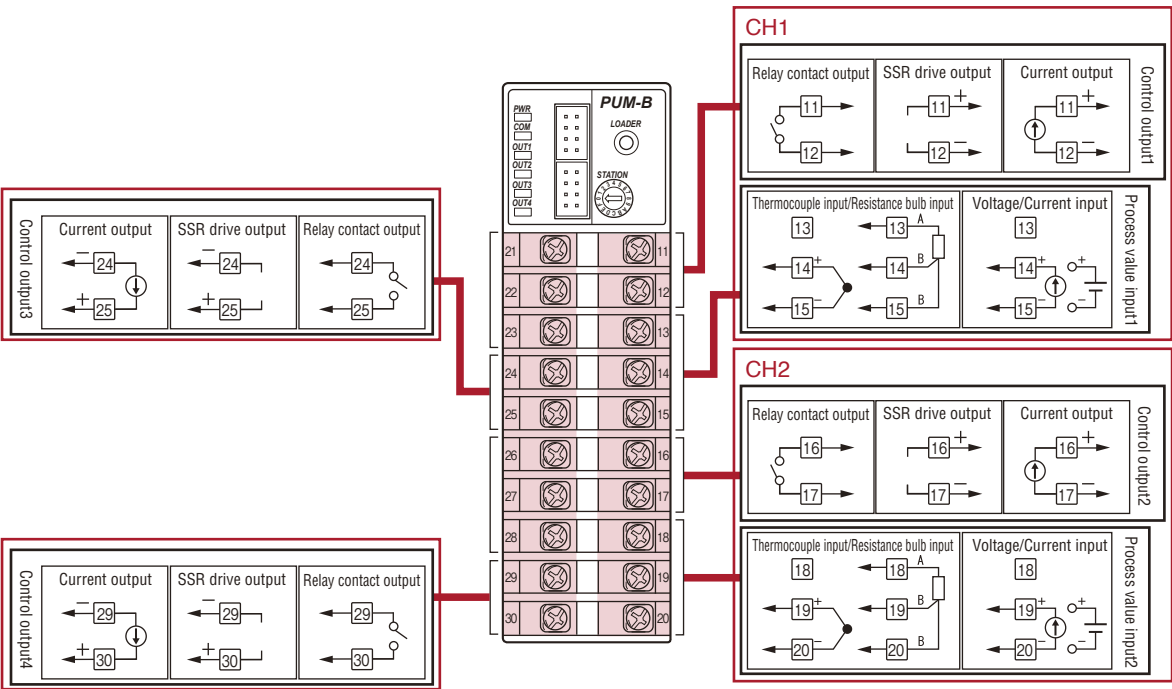 CH1
Relay contact output
11
12
SSR drive output
11 +
12 −
Current output
11 +
12 −
Control output1
Thermocouple input/Resistance bulb input
13
14 +
15 −
13 A
14 B
15 B
Voltage/Current input
13
14 + +
15 − −
Process value input1
CH2
Relay contact output
16
17
SSR drive output
16 +
17 −
Current output
16 +
17 −
Control output2
Thermocouple input/Resistance bulb input
18
19 +
20 −
18 A
19 B
20 B
Voltage/Current input
18
19 + +
20 − −
Process value input2
PWR
COM
OUT1
OUT2
OUT3
OUT4
PUM-B
LOADER
STATION
21 11
22 12
23 13
24 14
25 15
26 16
27 17
28 18
29 19
30 20
Control output3
Current output
− 24
+ 25
SSR drive output
− 24
+ 25
Relay contact output
24
25
Control output4
Current output
− 29
+ 30
SSR drive output
− 29
+ 30
Relay contact output
29
30